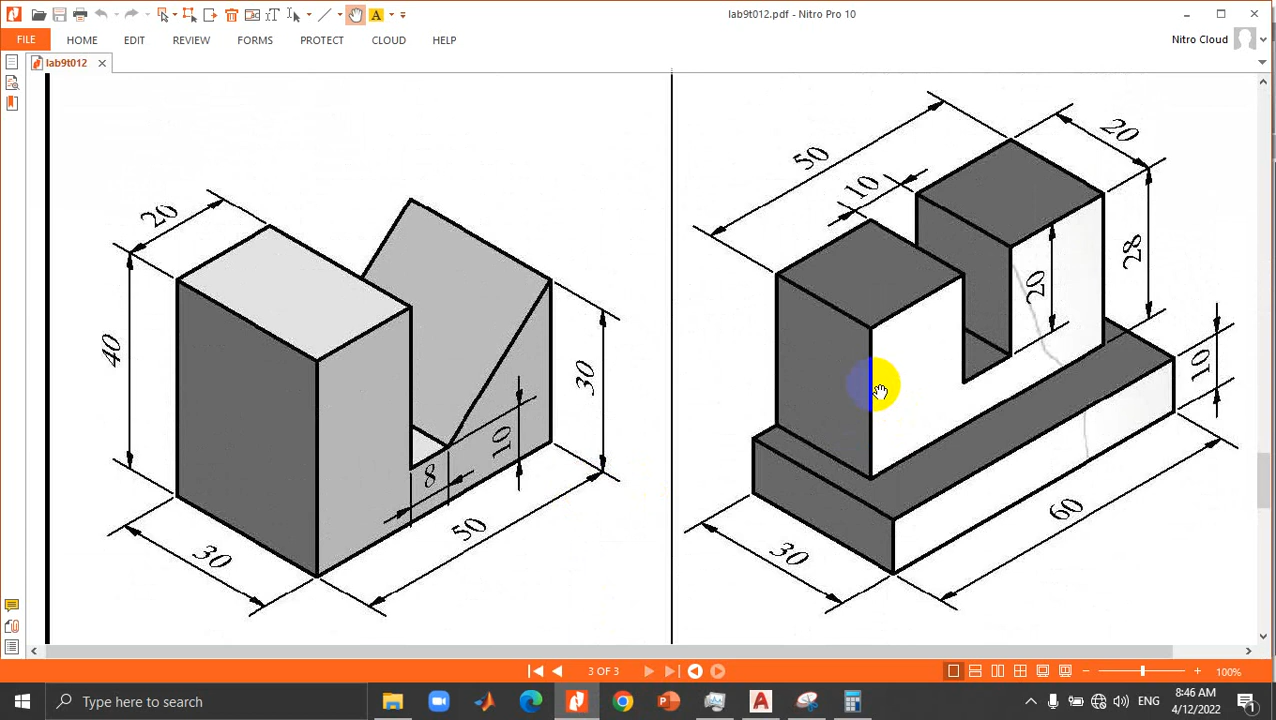 lab9t012.pdf - Nitro Pro 10
A
FILE
HOME
EDIT
REVIEW
FORMS
PROTECT
CLOUD
HELP
Nitro Cloud
lab9t012
20
40
30
50
8
10
30
50
10
20
28
20
10
60
30
3 OF 3
100%
Type here to search
ENG
8:46 AM
4/12/2022
1